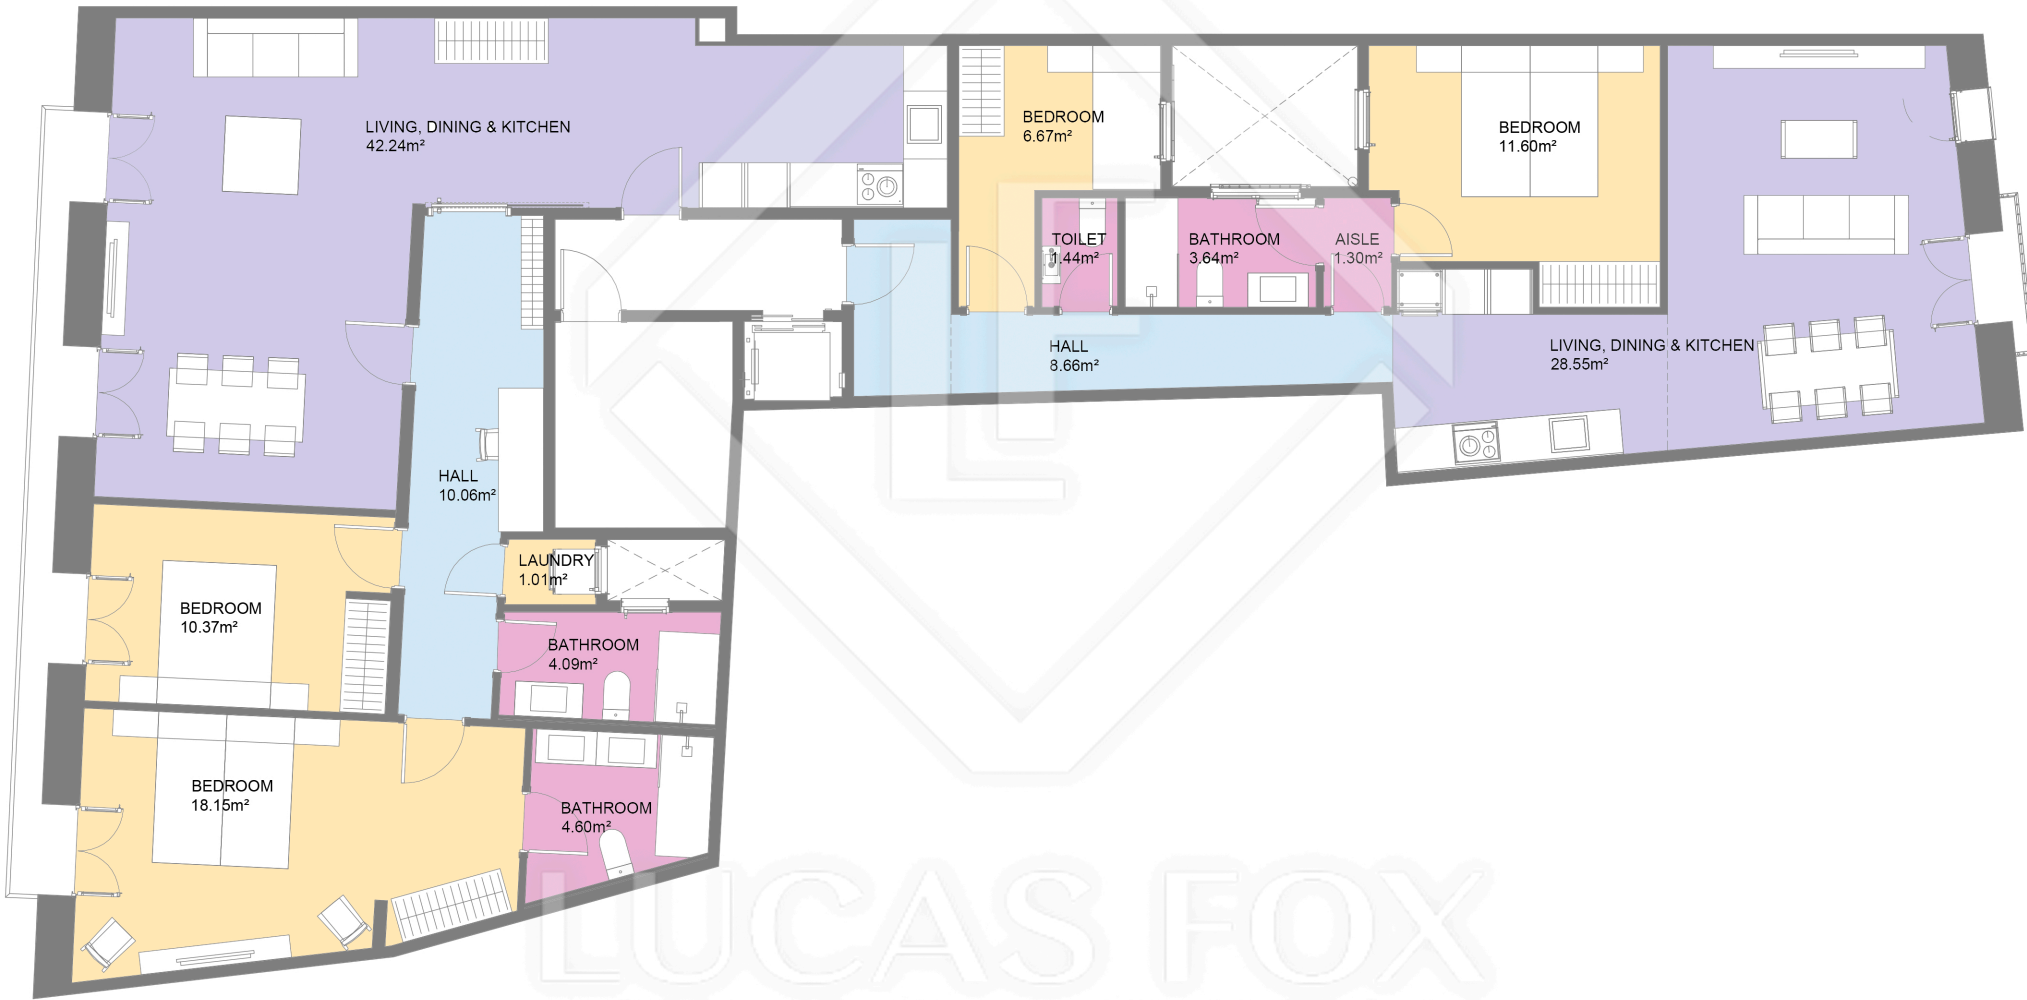 LIVING, DINING & KITCHEN
42.24m²
BEDROOM
6.67m²
BEDROOM
11.60m²
TOILET
1.44m²
BATHROOM
3.64m²
AISLE
1.30m²
HALL
8.66m²
LIVING, DINING & KITCHEN
28.55m²
HALL
10.06m²
LAUNDRY
1.01m²
BEDROOM
10.37m²
BATHROOM
4.09m²
BEDROOM
18.15m²
BATHROOM
4.60m²
LF
LUCAS FOX